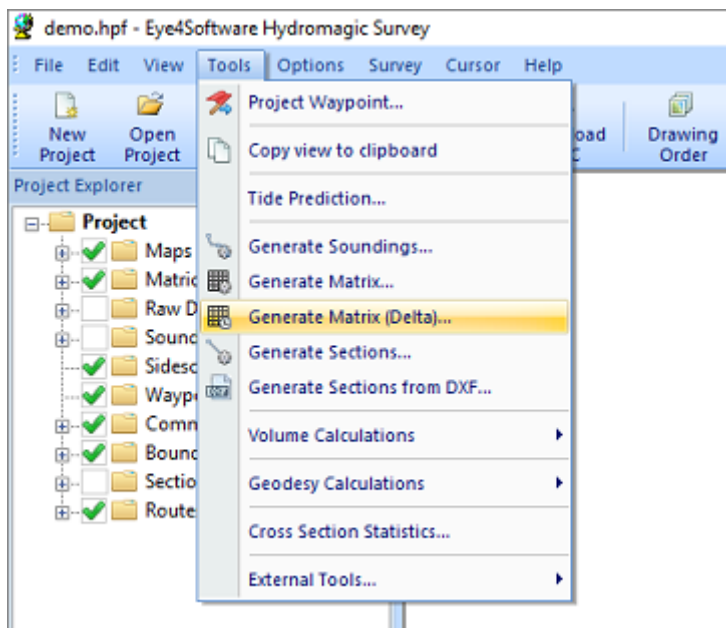 demo.hpf - Eye4Software Hydromagic Survey
File Edit View Tools Options Survey Cursor Help
New Project
Open Project
Drawing Order
Project Explorer
Project
Maps
Project Waypoint...
Copy view to clipboard
Tide Prediction...
Generate Soundings...
Generate Matrix...
Generate Matrix (Delta)...
Generate Sections...
Generate Sections from DXF...
Volume Calculations
Geodesy Calculations
Cross Section Statistics...
External Tools...